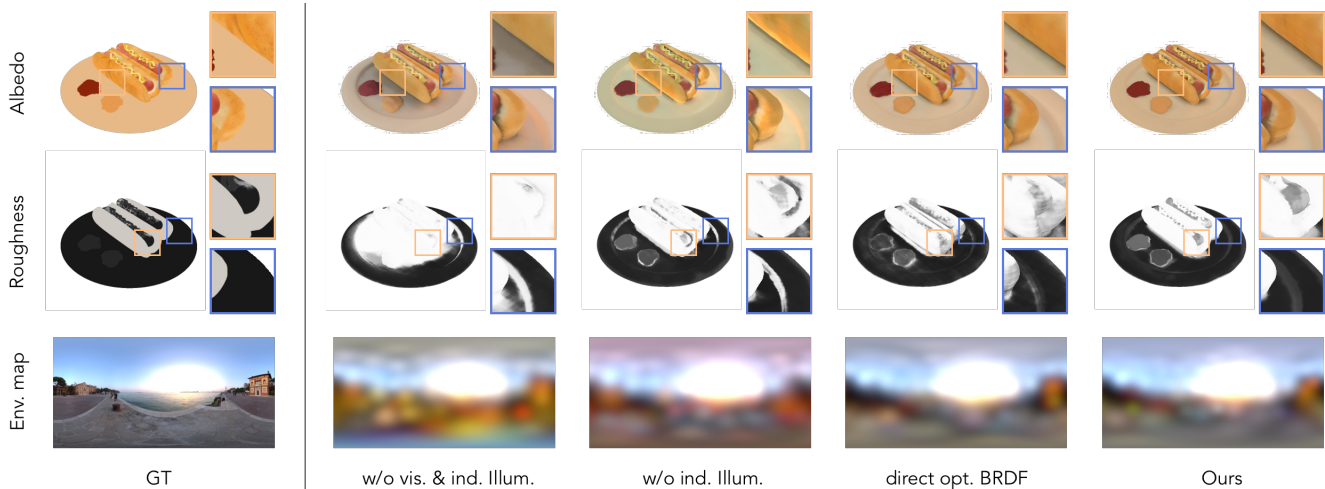 Albedo
Roughness
Env. map
GT
w/o vis. & ind. Illum.
w/o ind. Illum.
direct opt. BRDF
Ours